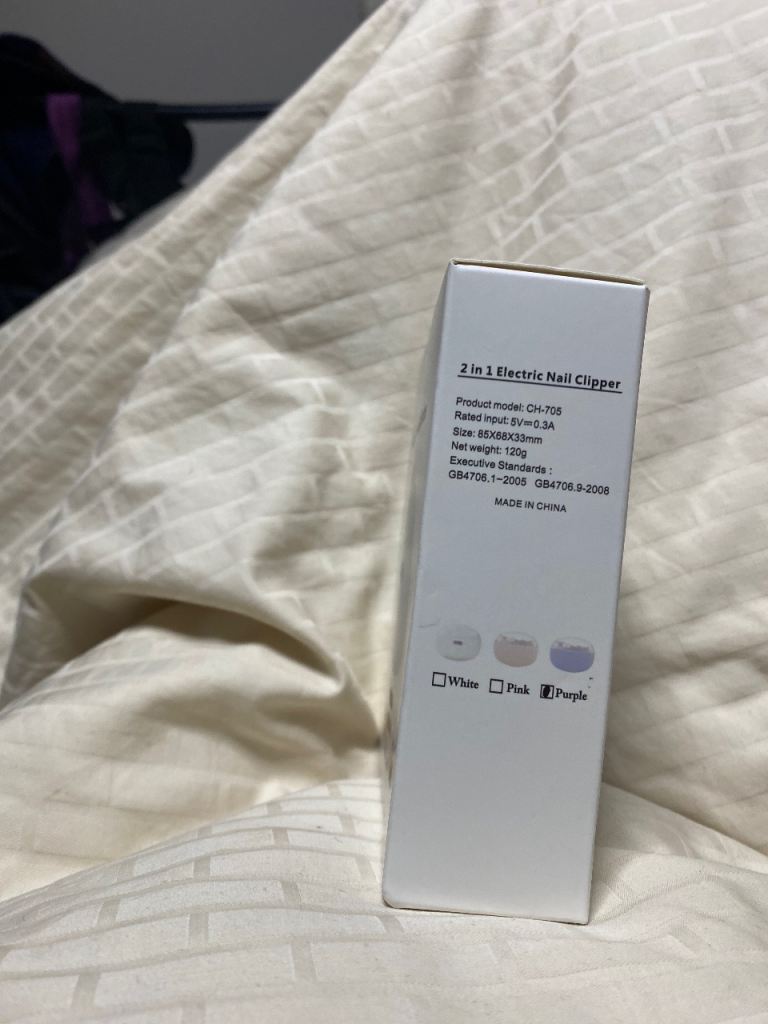 2 in 1 Electric Nail Clipper
Product model: CH-705
Rated input: 5V⎓0.3A
Size: 85X68X33mm
Net weight: 120g
Executive Standards :
GB4706.1-2005 GB4706.9-2008
MADE IN CHINA
White Pink Purple